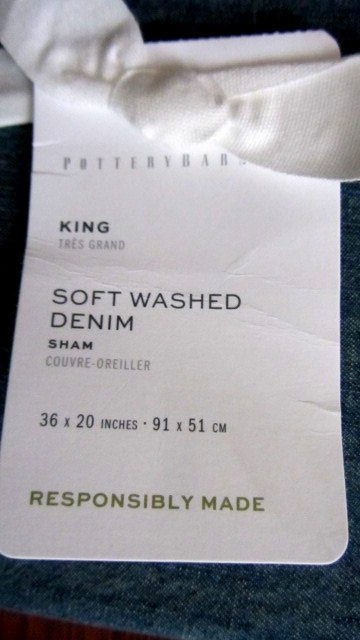 POTTERYBAR
KING
TRÈS GRAND
SOFT WASHED
DENIM
SHAM
COUVRE-OREILLER
36 x 20 INCHES · 91 x 51 CM
RESPONSIBLY MADE